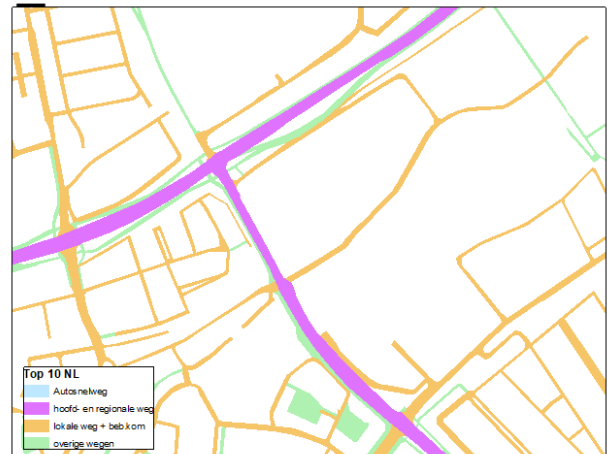 Top 10 NL
Autosnelweg
hoofd- en regionale weg
lokale weg + beb.kom
overige wegen